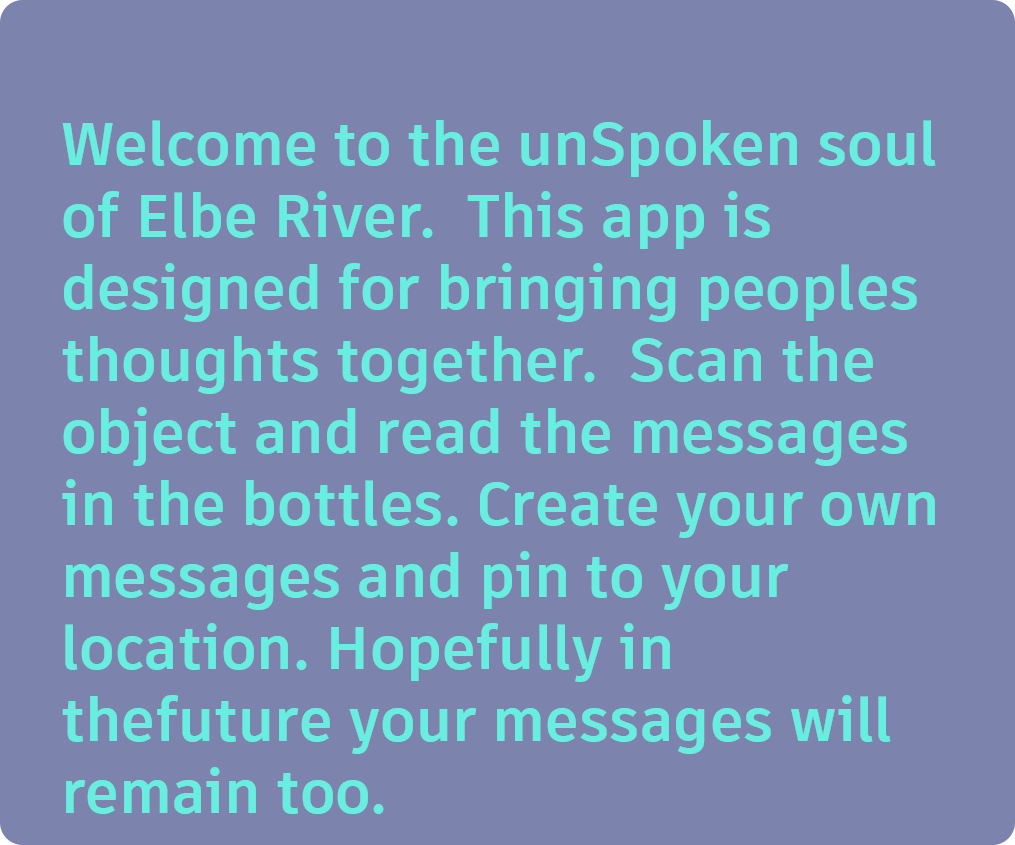 Welcome to the unSpoken soul
of Elbe River.  This app is
designed for bringing peoples
thoughts together.  Scan the
object and read the messages
in the bottles. Create your own
messages and pin to your
location. Hopefully in
thefuture your messages will
remain too.